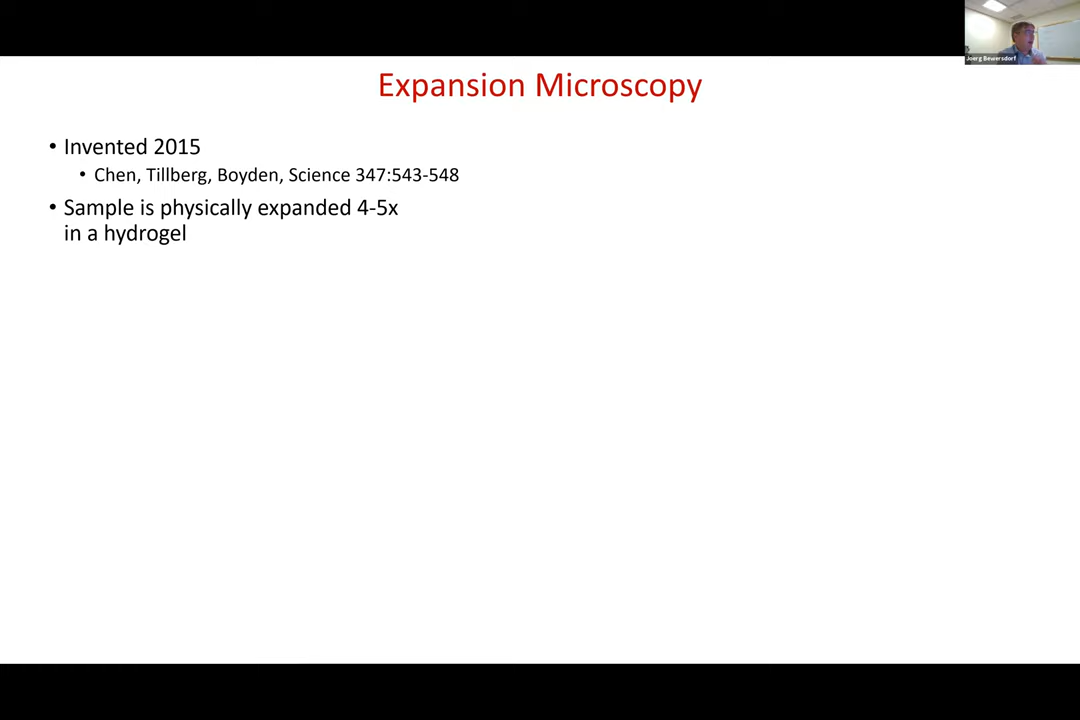 Joerg Bewersdorf
Expansion Microscopy
• Invented 2015
• Chen, Tillberg, Boyden, Science 347:543-548
• Sample is physically expanded 4-5x
in a hydrogel